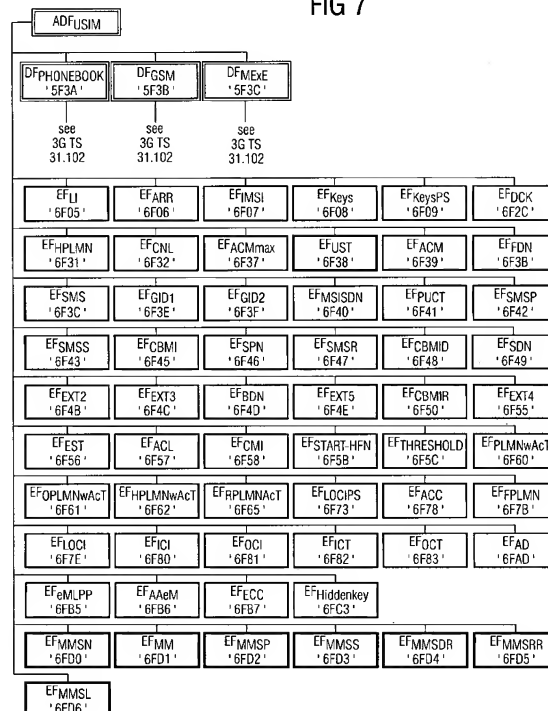 FIG 7
ADFUSIM
DFPHONEBOOK DFGSM DFMExE
'5F3A' '5F3B' '5F3C'
see see see
3G TS 3G TS 3G TS
31.102 31.102 31.102
EFLI EFARR EFIMSI EFKeys EFKeysPS EFDCK
'6F05' '6F06' '6F07' '6F08' '6F09' '6F2C'
EFHPLMN EFCNL EFACMmax EFUST EFACM EFFDN
'6F31' '6F32' '6F37' '6F38' '6F39' '6F3B'
EFSMS EFGID1 EFGID2 EFMSISDN EFPUCT EFSMSP
'6F3C' '6F3E' '6F3F' '6F40' '6F41' '6F42'
EFSMSS EFCBMI EFSPN EFSMSR EFCBMID EFSDN
'6F43' '6F45' '6F46' '6F47' '6F48' '6F49'
EFEXT2 EFEXT3 EFBDN EFEXT5 EFCBMIR EFEXT4
'6F4B' '6F4C' '6F4D' '6F4E' '6F50' '6F55'
EFEST EFACL EFCMI EFSTART-HFN EFTHRESHOLD EFPLMNwAcT
'6F56' '6F57' '6F58' '6F5B' '6F5C' '6F60'
EFOPLMNwAcT EFHPLMNwAcT EFRPLMNAcT EFLOCIPS EFACC EFFPLMN
'6F61' '6F62' '6F65' '6F73' '6F78' '6F7B'
EFLOCI EFICI EFOCI EFICT EFOCT EFAD
'6F7E' '6F80' '6F81' '6F82' '6F83' '6FAD'
EFeMLPP EFAAeM EFECC EFHiddenkey
'6FB5' '6FB6' '6FB7' '6FC3'
EFMMSN EFMM EFMMSP EFMMSS EFMMSDR EFMMSRR
'6FD0' '6FD1' '6FD2' '6FD3' '6FD4' '6FD5'
EFMMSL
'6FD6'